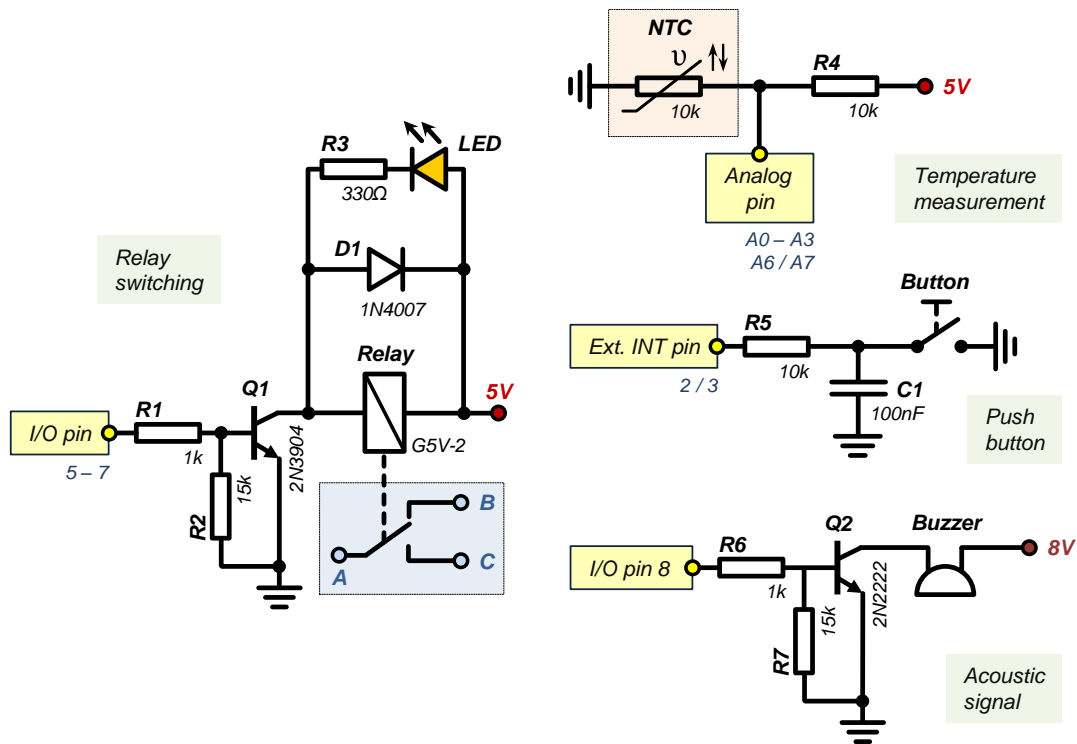 Relay
switching
R3
LED
330Ω
D1
1N4007
Relay
5V
G5V-2
Q1
2N3904
I/O pin
5 – 7
R1
1k
R2
15k
A
B
C
NTC
υ
10k
R4
10k
5V
Analog
pin
A0 – A3
A6 / A7
Temperature
measurement
Button
Ext. INT pin
2 / 3
R5
10k
C1
100nF
Push
button
I/O pin 8
R6
1k
R7
15k
Q2
2N2222
Buzzer
8V
Acoustic
signal